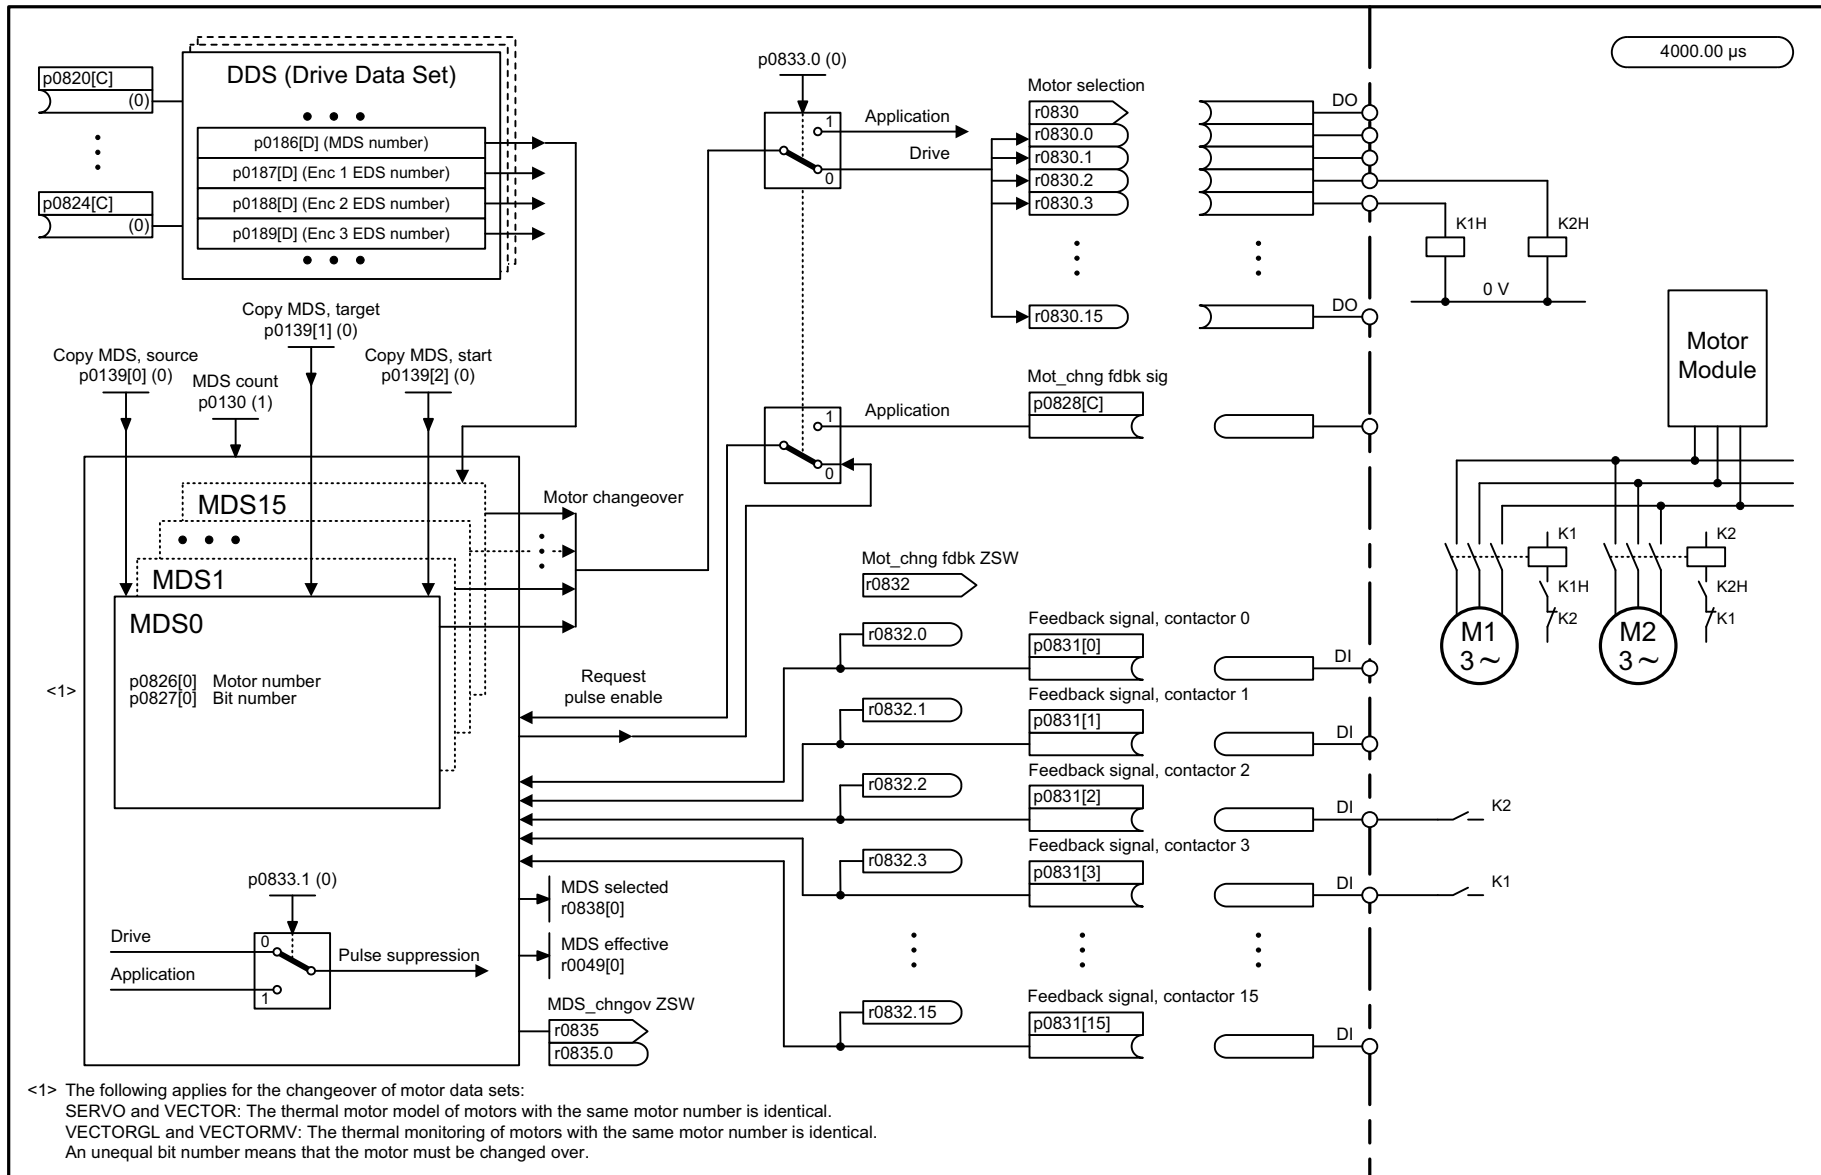 4000.00 µs
p0820[C]
(0)
p0824[C]
(0)
DDS (Drive Data Set)
p0186[D] (MDS number)
p0187[D] (Enc 1 EDS number)
p0188[D] (Enc 2 EDS number)
p0189[D] (Enc 3 EDS number)
p0833.0 (0)
1
0
Application
Drive
Motor selection
r0830
r0830.0
r0830.1
r0830.2
r0830.3
r0830.15
DO
DO
K1H
K2H
0 V
Motor
Module
Copy MDS, target
p0139[1] (0)
Copy MDS, source
p0139[0] (0)
MDS count
p0130 (1)
Copy MDS, start
p0139[2] (0)
1
0
Application
Mot_chng fdbk sig
p0828[C]
MDS15
MDS1
MDS0
p0826[0] Motor number
p0827[0] Bit number
<1>
Motor changeover
Request
pulse enable
Mot_chng fdbk ZSW
r0832
r0832.0
Feedback signal, contactor 0
p0831[0]
DI
r0832.1
Feedback signal, contactor 1
p0831[1]
DI
r0832.2
Feedback signal, contactor 2
p0831[2]
DI
K2
r0832.3
Feedback signal, contactor 3
p0831[3]
DI
K1
r0832.15
Feedback signal, contactor 15
p0831[15]
DI
K1
K1H
K2
K2
K2H
K1
M1
3 ~
M2
3 ~
p0833.1 (0)
Drive
Application
0
1
Pulse suppression
MDS selected
r0838[0]
MDS effective
r0049[0]
MDS_chngov ZSW
r0835
r0835.0
<1> The following applies for the changeover of motor data sets:
SERVO and VECTOR: The thermal motor model of motors with the same motor number is identical.
VECTORGL and VECTORMV: The thermal monitoring of motors with the same motor number is identical.
An unequal bit number means that the motor must be changed over.